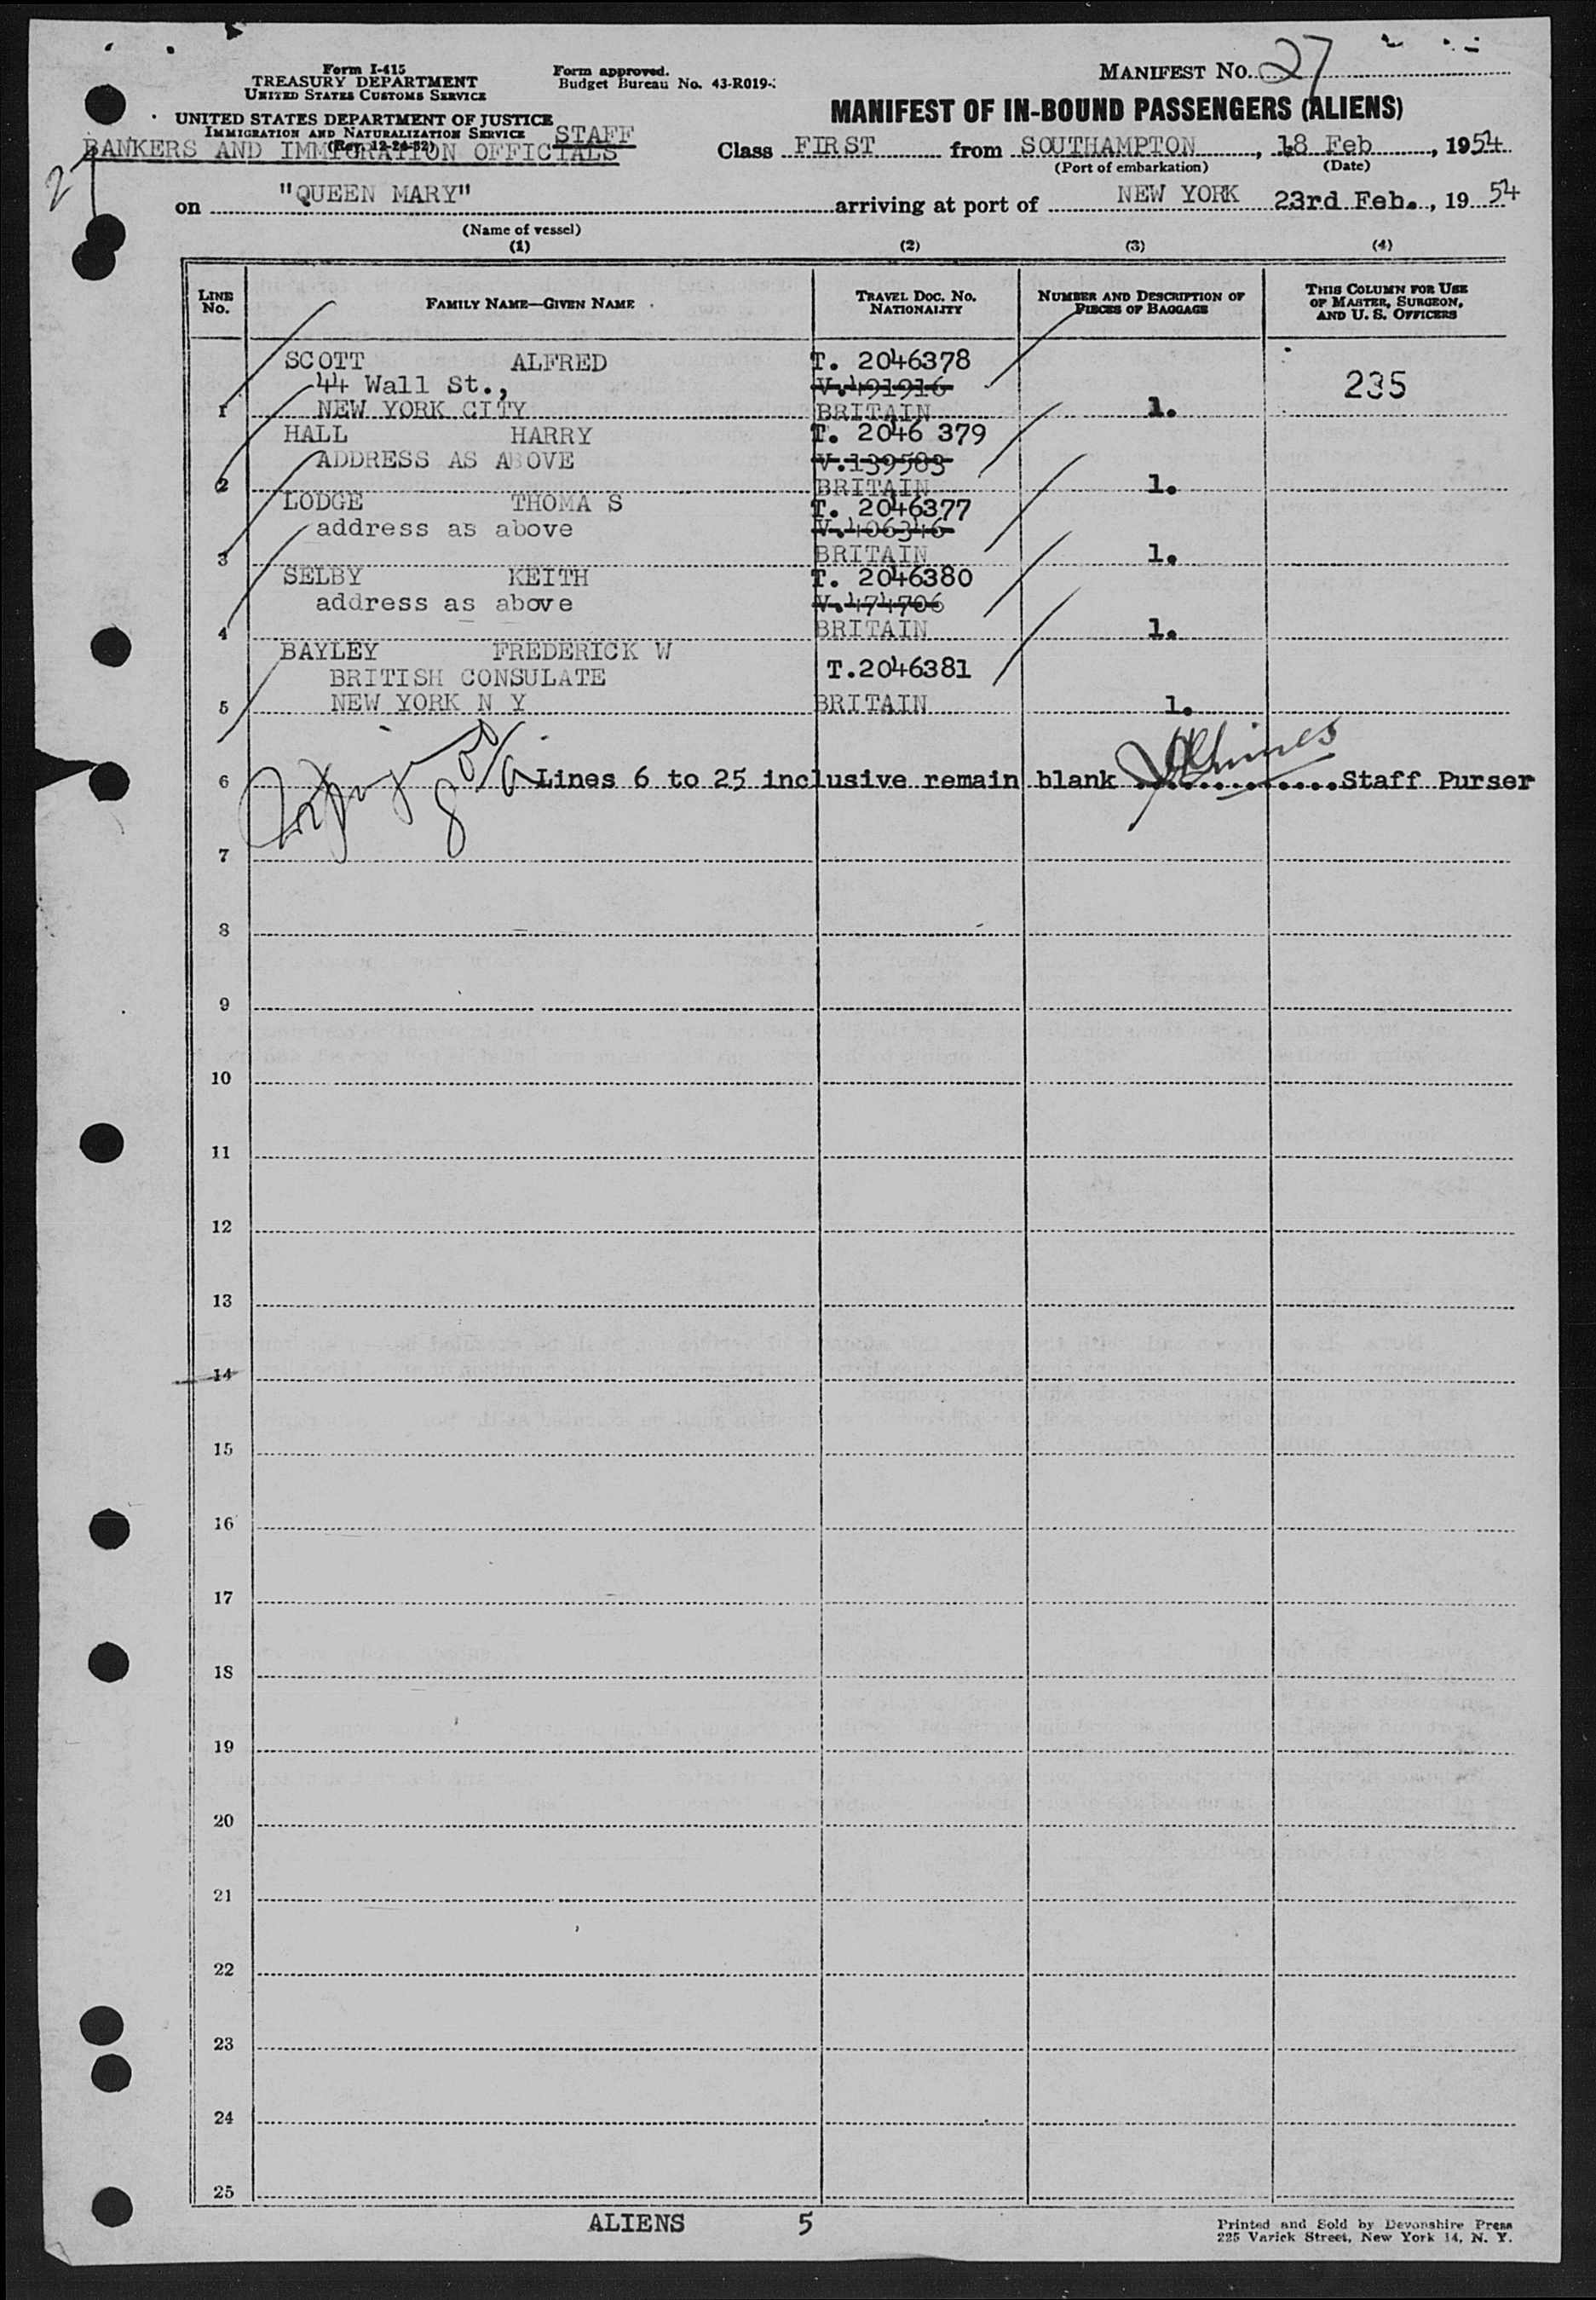 Form I-415
TREASURY DEPARTMENT
UNITED STATES CUSTOMS SERVICE
Form approved.
Budget Bureau No. 43-R019-
MANIFEST NO. 27
UNITED STATES DEPARTMENT OF JUSTICE
IMMIGRATION AND NATURALIZATION SERVICE
(Rev. 12-24-52)
STAFF
BANKERS AND IMMIGRATION OFFICIALS
27
MANIFEST OF IN-BOUND PASSENGERS (ALIENS)
Class FIRST from SOUTHAMPTON, 18 Feb, 1954
(Port of embarkation) (Date)
on "QUEEN MARY" arriving at port of NEW YORK 23rd Feb., 1954
(Name of vessel)
(1) (2) (3) (4)
LINE NO. FAMILY NAME—GIVEN NAME TRAVEL DOC. NO. NATIONALITY NUMBER AND DESCRIPTION OF PIECES OF BAGGAGE THIS COLUMN FOR USE OF MASTER, SURGEON, AND U. S. OFFICERS
SCOTT ALFRED T. 2046378
44 Wall St., V.491916 235
1 NEW YORK CITY BRITAIN 1.
HALL HARRY T. 2046 379
ADDRESS AS ABOVE V.139583
2 BRITAIN 1.
LODGE THOMA S T. 2046377
address as above V.406346
3 BRITAIN 1.
SELBY KEITH T. 2046380
address as above V.474706
4 BRITAIN 1.
BAYLEY FREDERICK W
BRITISH CONSULATE T.2046381
5 NEW YORK N Y BRITAIN 1.
6 Lines 6 to 25 inclusive remain blank ............Staff Purser
7
8
9
10
11
12
13
14
15
16
17
18
19
20
21
22
23
24
25
ALIENS 5
Printed and Sold by Devonshire Press
225 Varick Street, New York 14, N. Y.